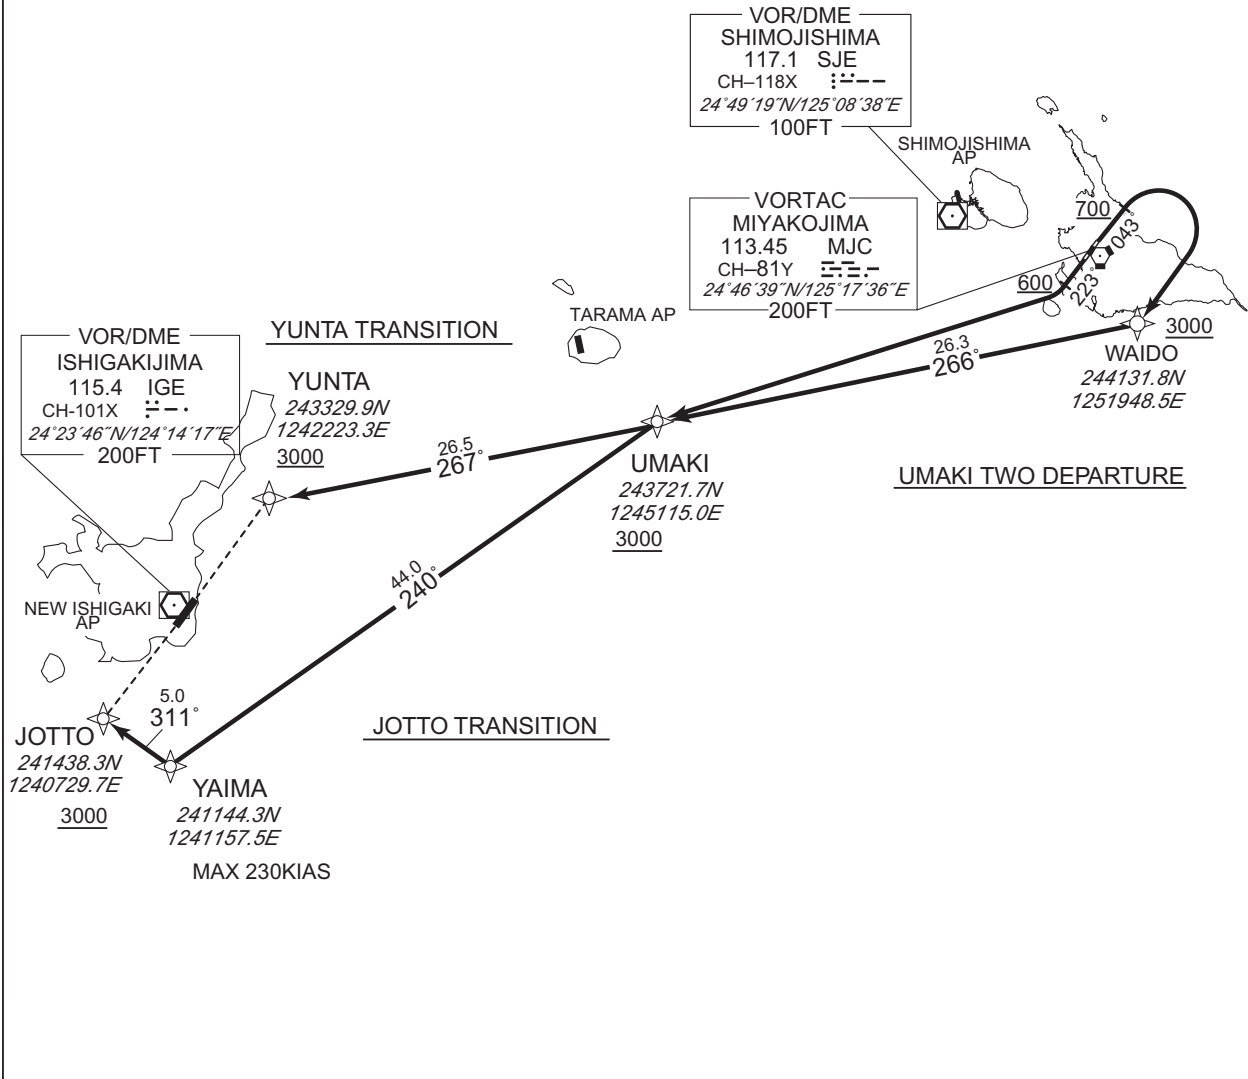 VOR/DME
SHIMOJISHIMA
117.1 SJE
CH–118X
24°49´19˝N/125°08´38˝E
100FT
SHIMOJISHIMA
AP
VORTAC
MIYAKOJIMA
113.45 MJC
CH–81Y
24°46´39˝N/125°17´36˝E
200FT
700
043°
600
223°
3000
WAIDO
244131.8N
1251948.5E
26.3
266°
TARAMA AP
YUNTA TRANSITION
VOR/DME
ISHIGAKIJIMA
115.4 IGE
CH-101X
24°23´46˝N/124°14´17˝E
200FT
YUNTA
243329.9N
1242223.3E
3000
26.5
267°
UMAKI
243721.7N
1245115.0E
3000
UMAKI TWO DEPARTURE
44.0
240°
NEW ISHIGAKI
AP
5.0
311°
JOTTO TRANSITION
JOTTO
241438.3N
1240729.7E
3000
YAIMA
241144.3N
1241157.5E
MAX 230KIAS